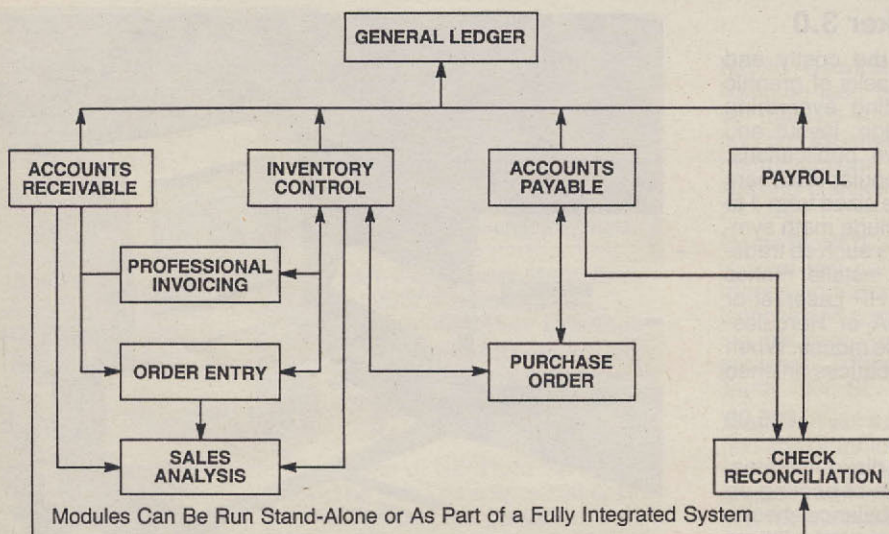 GENERAL LEDGER
ACCOUNTS
RECEIVABLE
INVENTORY
CONTROL
ACCOUNTS
PAYABLE
PAYROLL
PROFESSIONAL
INVOICING
ORDER ENTRY
PURCHASE
ORDER
SALES
ANALYSIS
CHECK
RECONCILIATION
Modules Can Be Run Stand-Alone or As Part of a Fully Integrated System